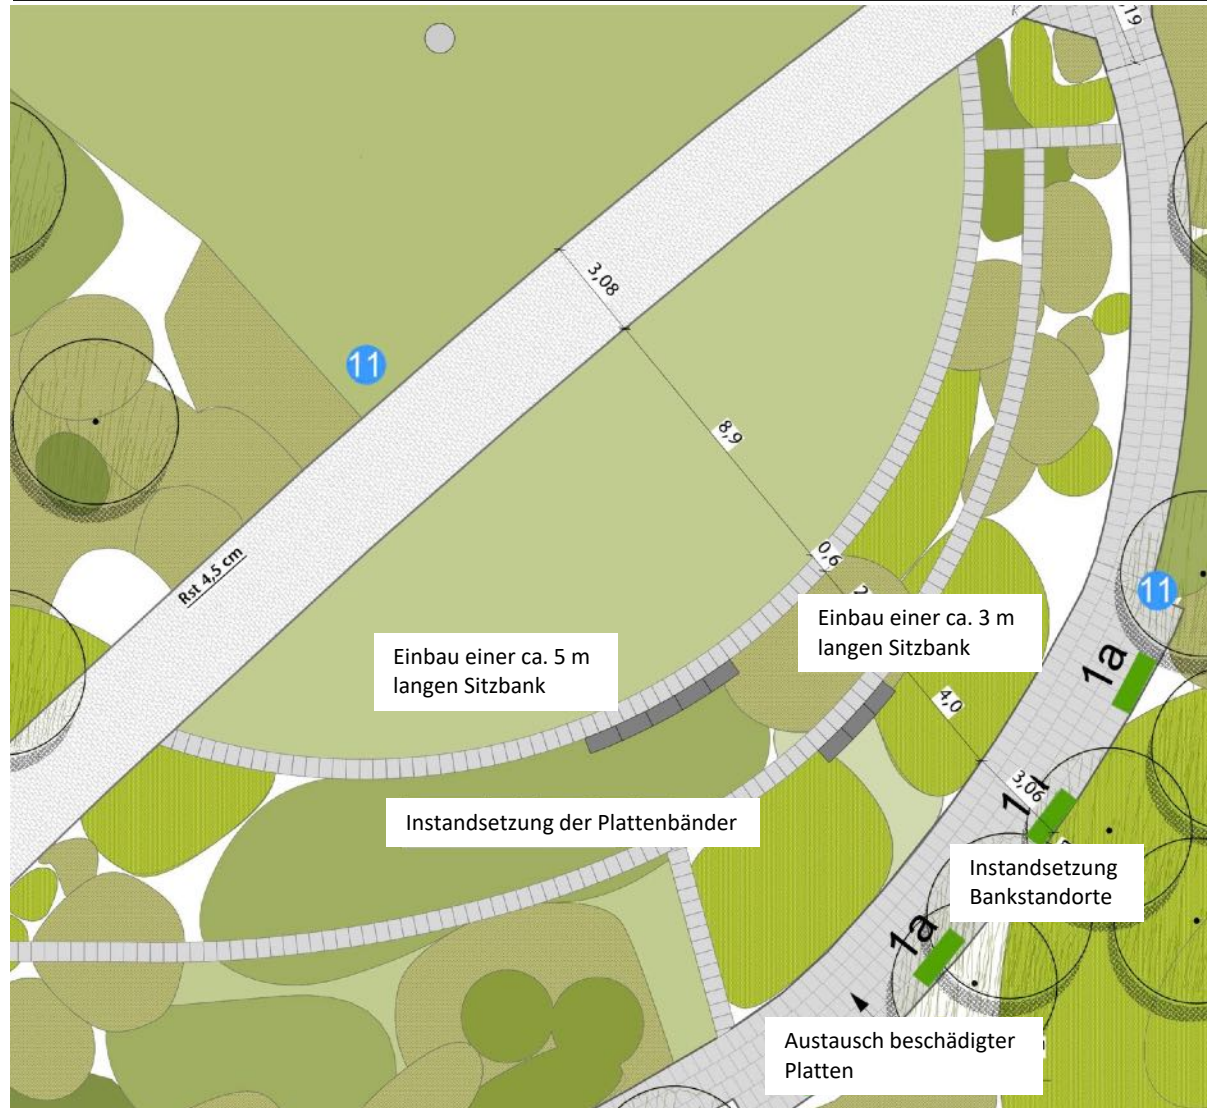 ,19
3,08
11
8,9
Rst 4,5 cm
0,6
2
11
Einbau einer ca. 3 m
langen Sitzbank
Einbau einer ca. 5 m
langen Sitzbank
1a
4,0
3,06
Instandsetzung der Plattenbänder
Instandsetzung
Bankstandorte
1a
Austausch beschädigter
Platten